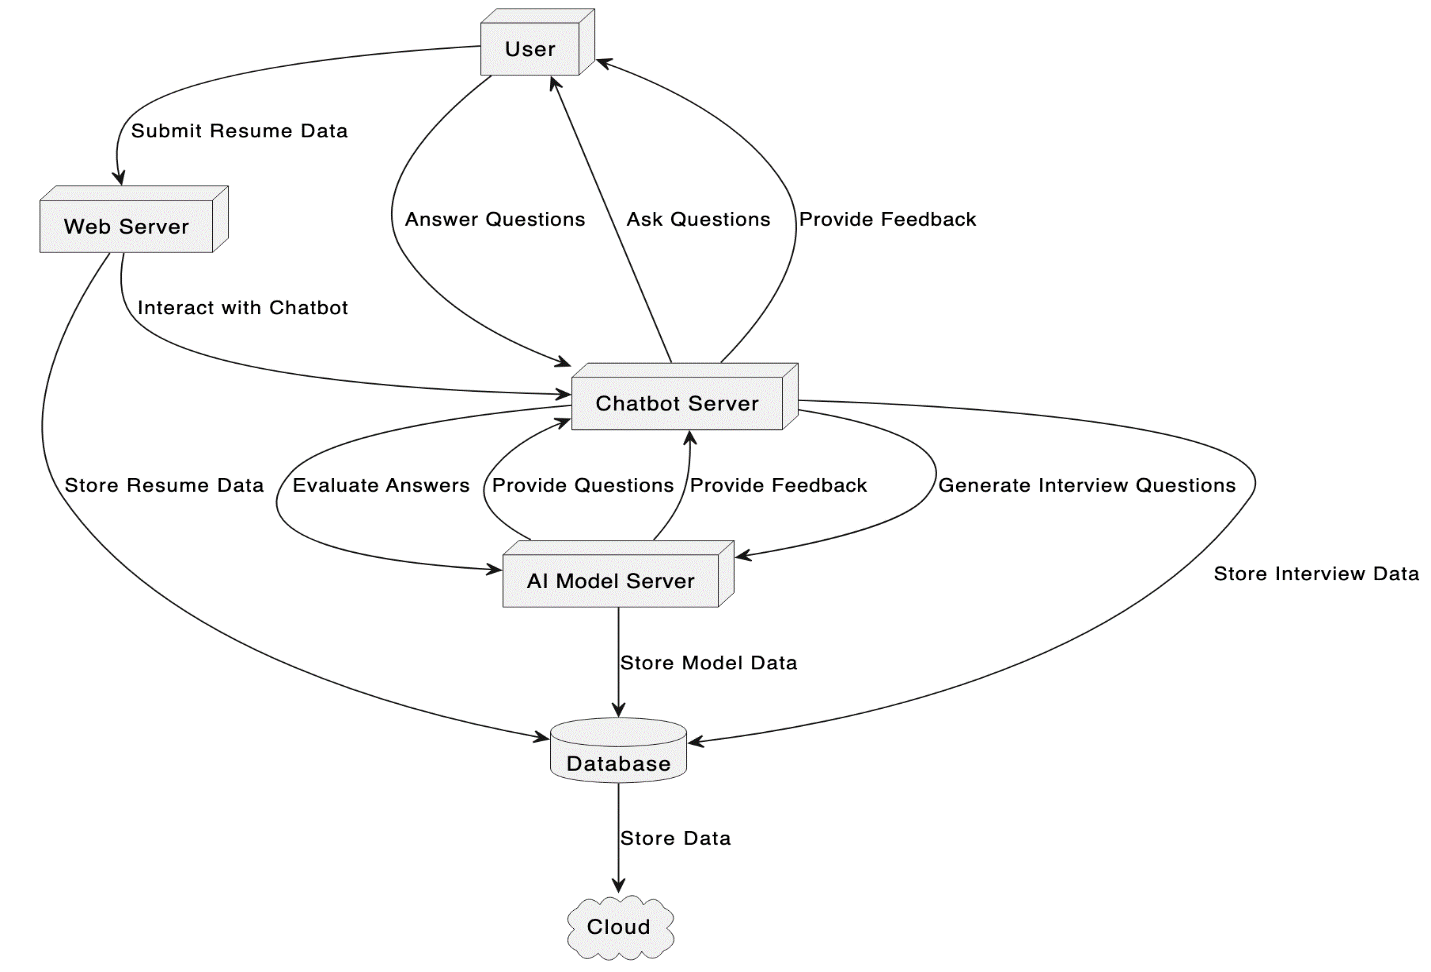 User
Submit Resume Data
Web Server
Answer Questions
Ask Questions
Provide Feedback
Interact with Chatbot
Chatbot Server
Store Resume Data
Evaluate Answers
Provide Questions
Provide Feedback
Generate Interview Questions
AI Model Server
Store Interview Data
Store Model Data
Database
Store Data
Cloud